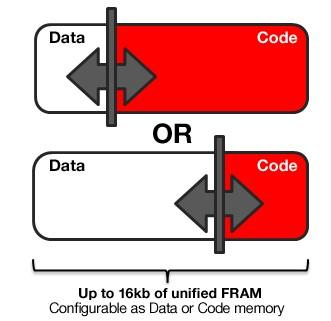 Data Code
OR
Data Code
Up to 16kb of unified FRAM
Configurable as Data or Code memory